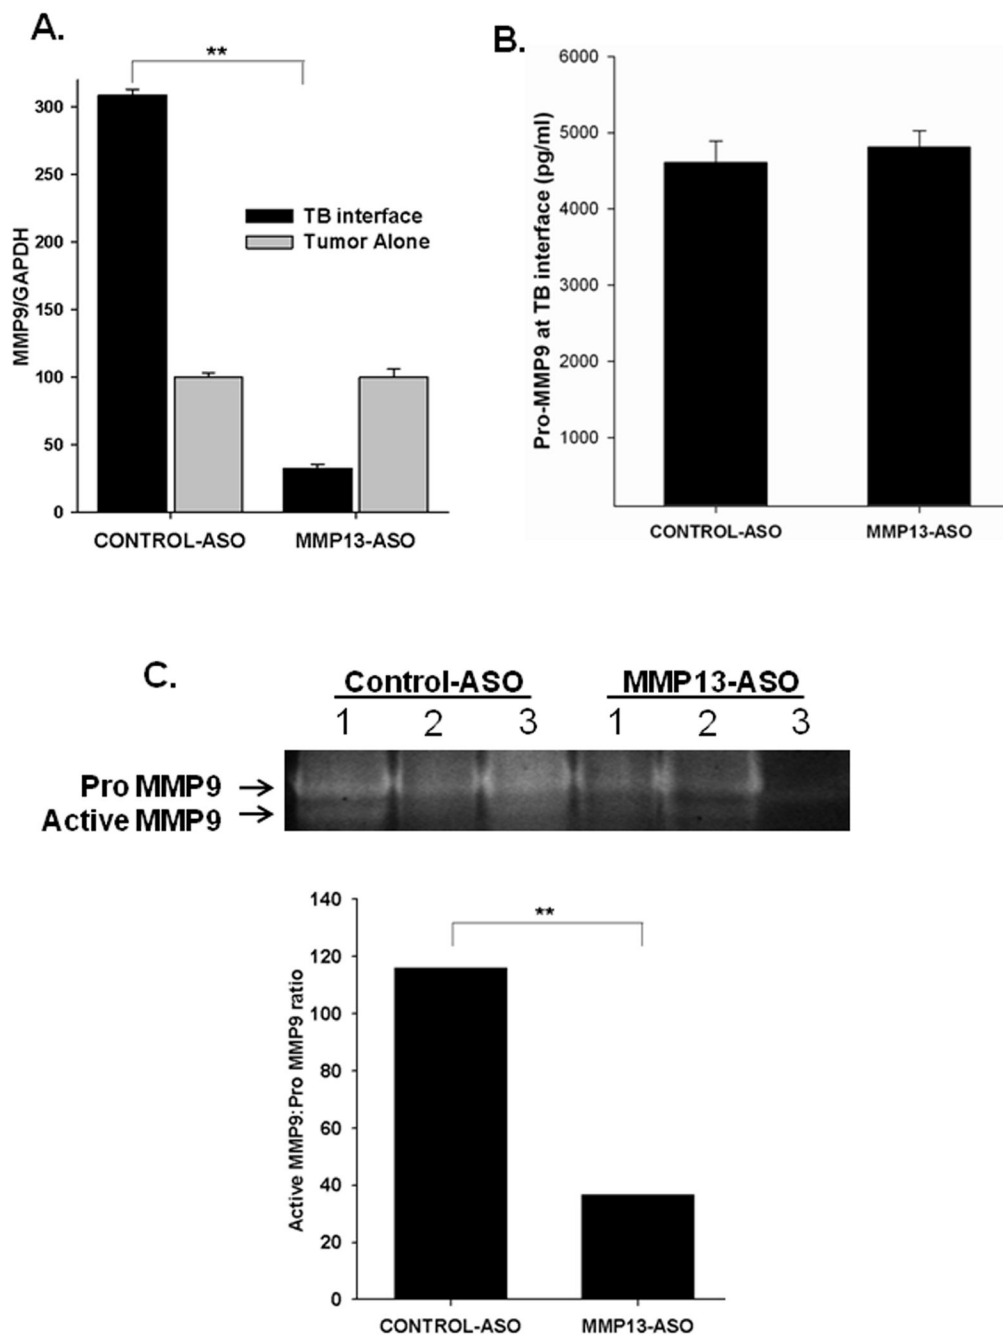 A.
**
MMP9/GAPDH
300
250
200
150
100
50
0
TB interface
Tumor Alone
CONTROL-ASO
MMP13-ASO
B.
Pro-MMP9 at TB interface (pg/ml)
6000
5000
4000
3000
2000
1000
CONTROL-ASO
MMP13-ASO
C.
Control-ASO
MMP13-ASO
1 2 3 1 2 3
Pro MMP9
Active MMP9
Active MMP9:Pro MMP9 ratio
140
120
100
80
60
40
20
0
**
CONTROL-ASO
MMP13-ASO